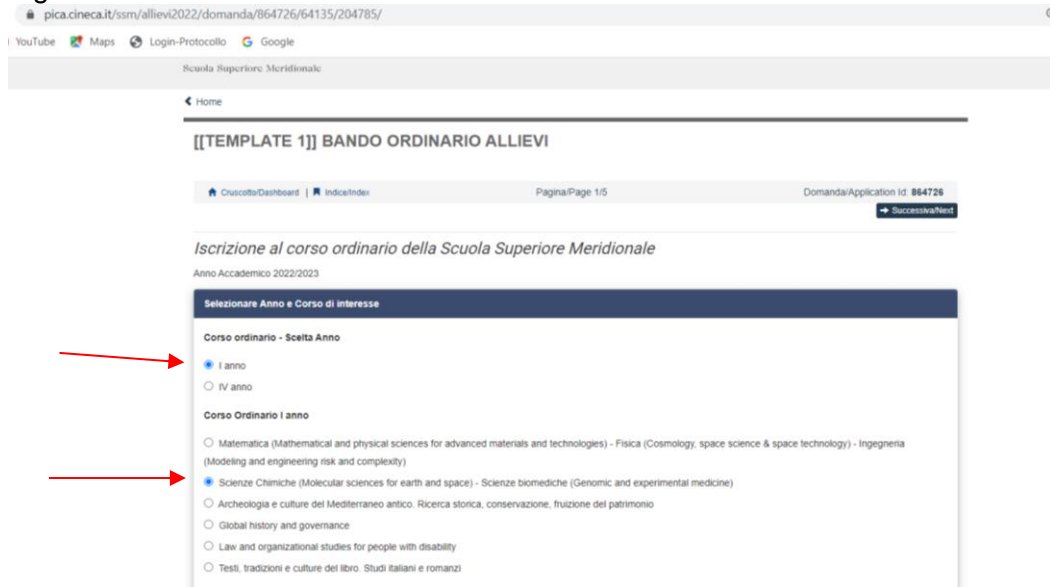 pica.cineca.it/ssm/allievi2022/domanda/864726/64135/204785/
YouTube Maps Login-Protocollo Google
Scuola Superiore Meridionale
Home
[[TEMPLATE 1]] BANDO ORDINARIO ALLIEVI
Cruscotto/Dashboard | Indice/Index Pagina/Page 1/5 Domanda/Application Id: 864726
Successiva/Next
Iscrizione al corso ordinario della Scuola Superiore Meridionale
Anno Accademico 2022/2023
Selezionare Anno e Corso di interesse
Corso ordinario - Scelta Anno
I anno
IV anno
Corso Ordinario I anno
Matematica (Mathematical and physical sciences for advanced materials and technologies) - Fisica (Cosmology, space science & space technology) - Ingegneria
(Modeling and engineering risk and complexity)
Scienze Chimiche (Molecular sciences for earth and space) - Scienze biomediche (Genomic and experimental medicine)
Archeologia e culture del Mediterraneo antico. Ricerca storica, conservazione, fruizione del patrimonio
Global history and governance
Law and organizational studies for people with disability
Testi, tradizioni e culture del libro. Studi italiani e romanzi